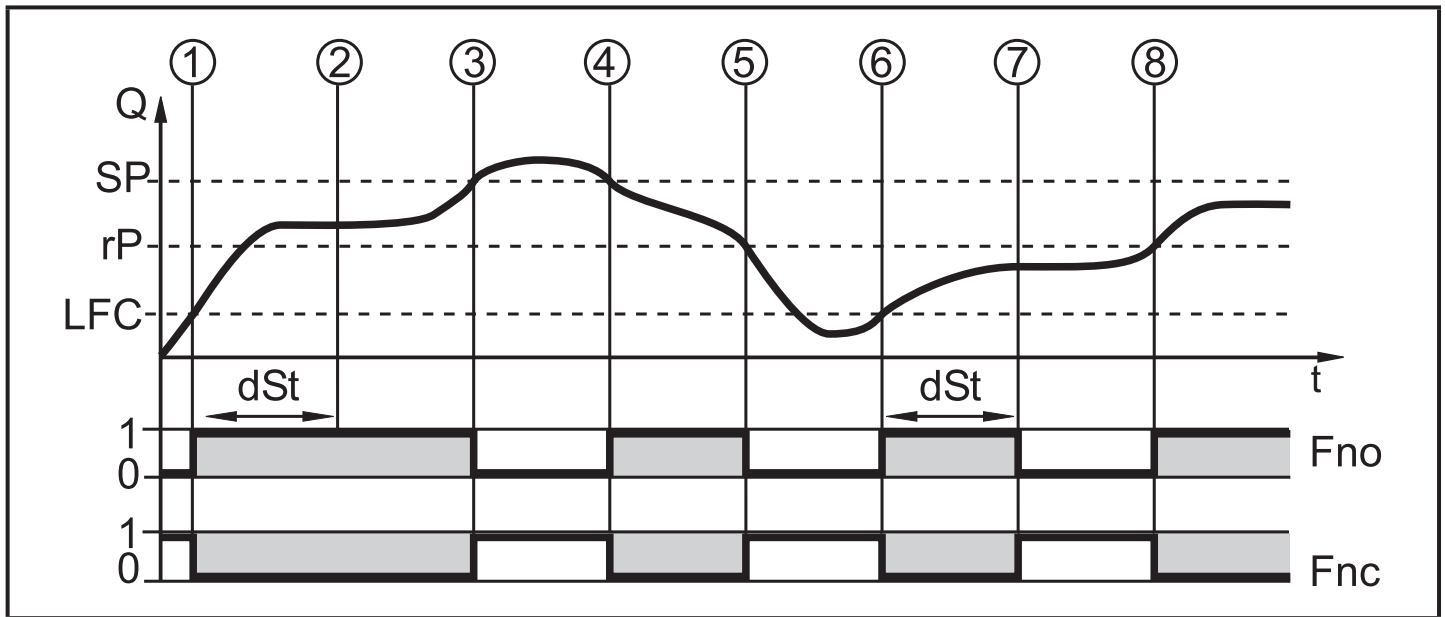 ① ② ③ ④ ⑤ ⑥ ⑦ ⑧
Q
SP
rP
LFC
t
dSt dSt
1
0
Fno
1
0
Fnc